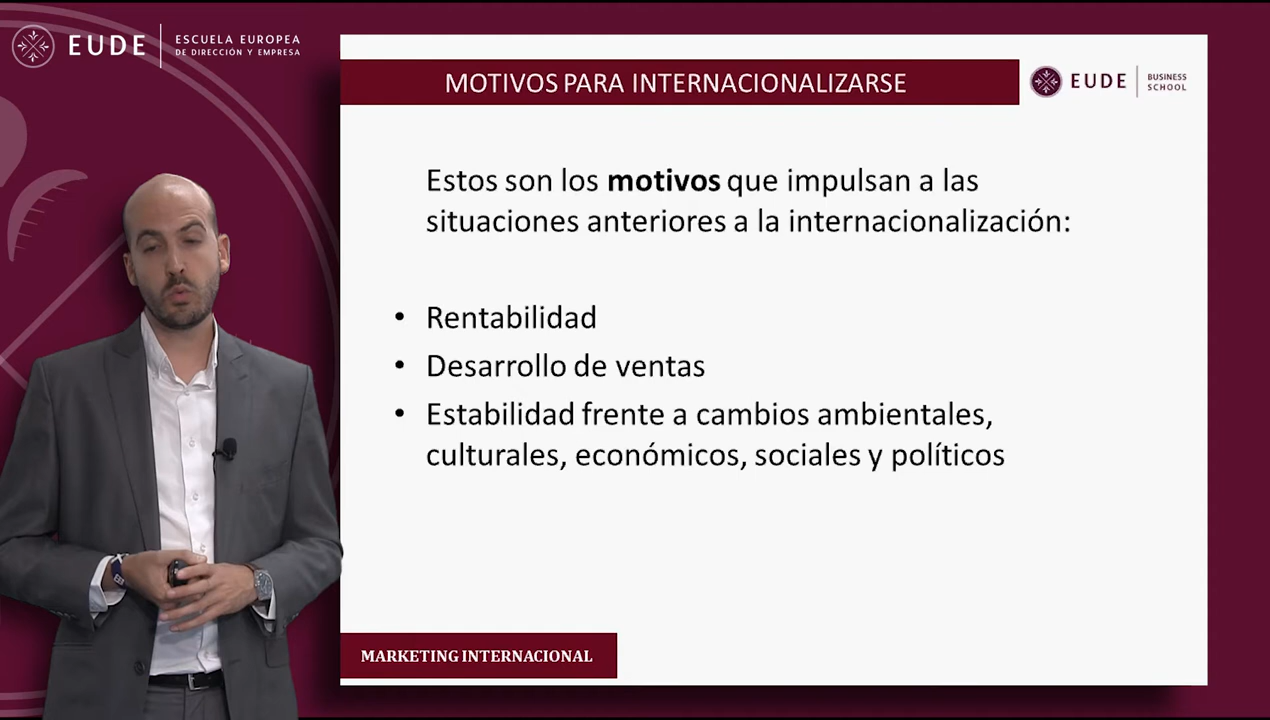 EUDE
ESCUELA EUROPEA
DE DIRECCIÓN Y EMPRESA
MOTIVOS PARA INTERNACIONALIZARSE
EUDE
BUSINESS
SCHOOL
Estos son los motivos que impulsan a las
situaciones anteriores a la internacionalización:
• Rentabilidad
• Desarrollo de ventas
• Estabilidad frente a cambios ambientales,
culturales, económicos, sociales y políticos
MARKETING INTERNACIONAL